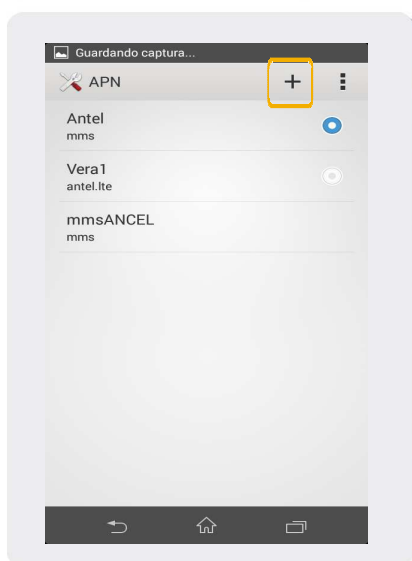 Guardando captura...
APN
Antel
mms
Vera1
antel.lte
mmsANCEL
mms